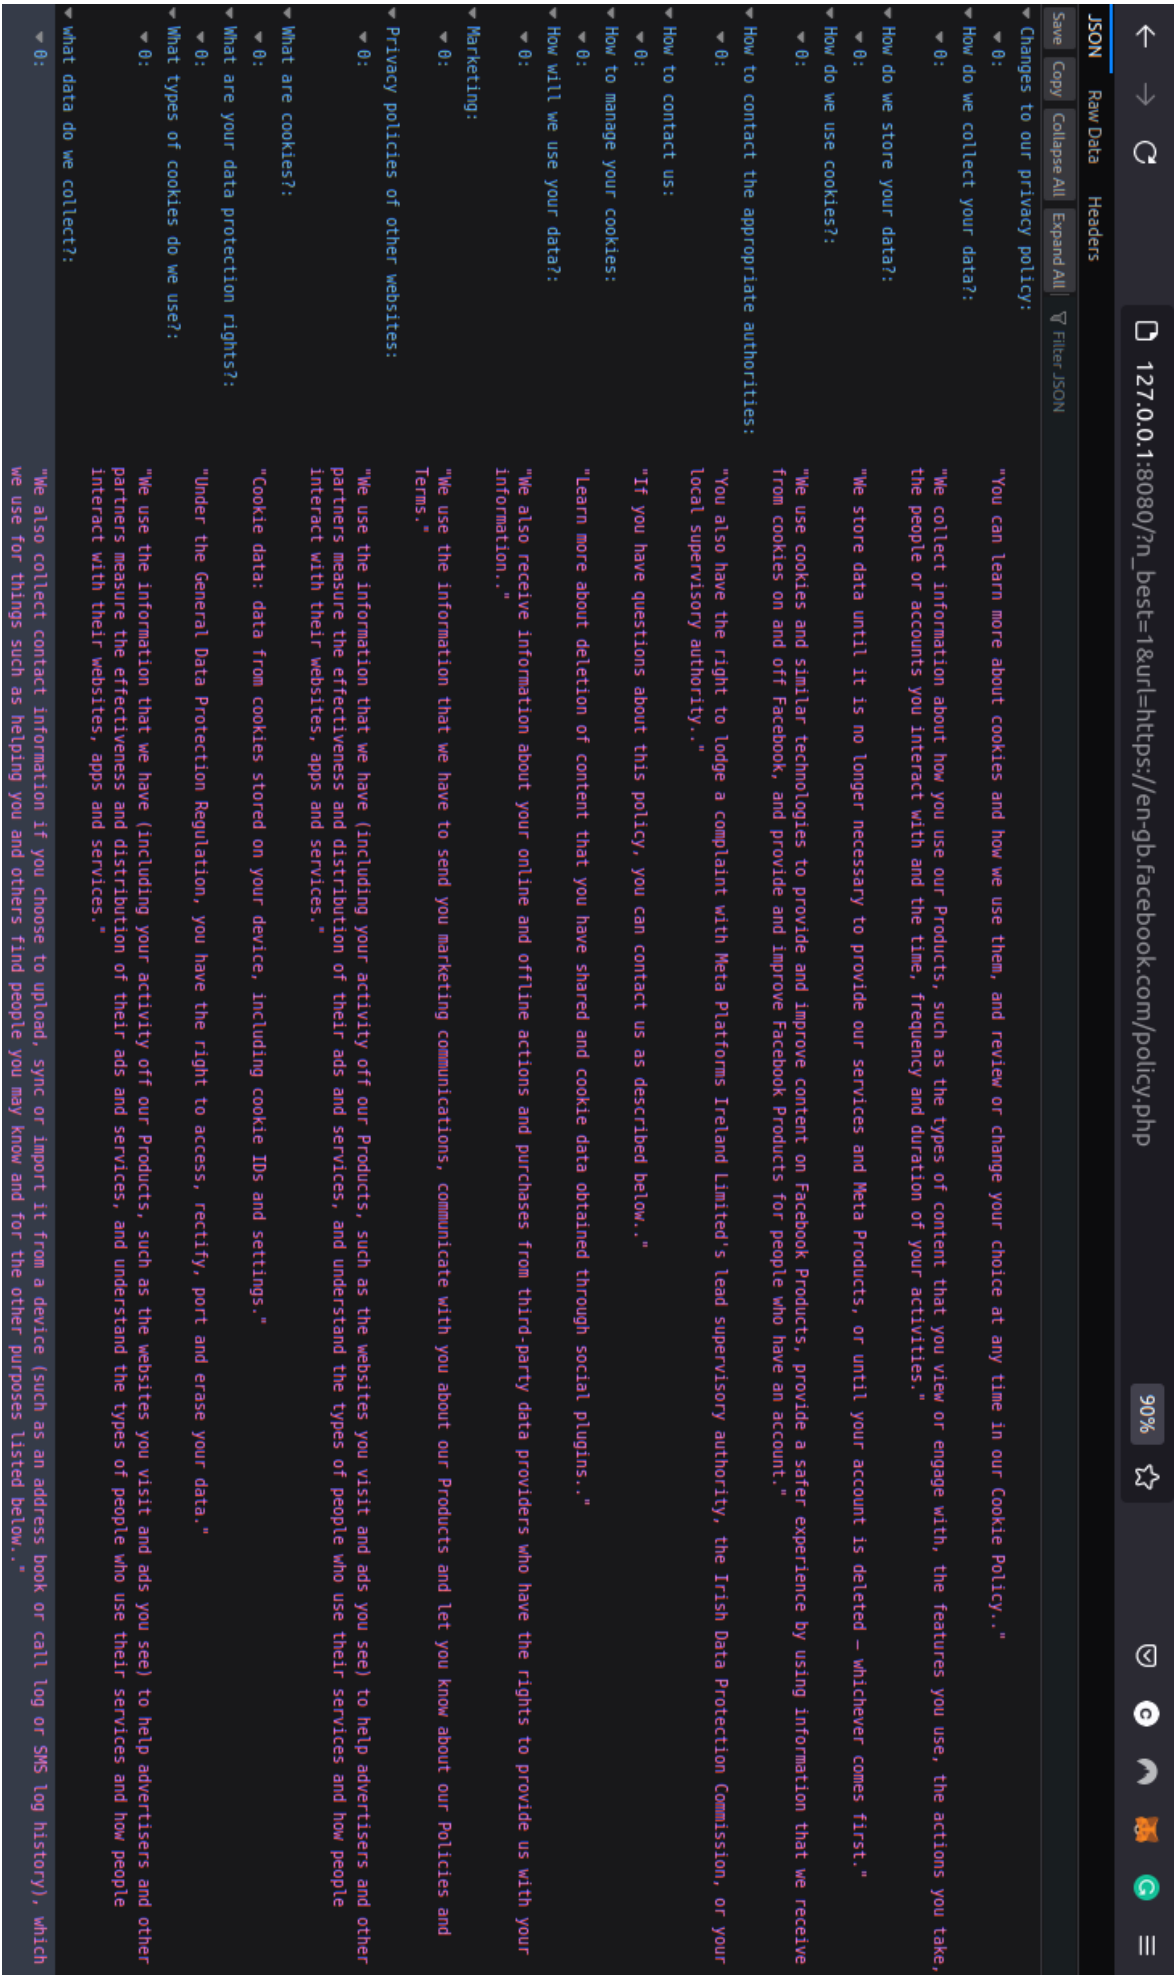 127.0.0.1:8080/?n_best=1&url=https://en-gb.facebook.com/policy.php
90%
JSON Raw Data Headers
Save Copy Collapse All Expand All Filter JSON
Changes to our privacy policy:
0: "You can learn more about cookies and how we use them, and review or change your choice at any time in our Cookie Policy.."
How do we collect your data?:
0: "We collect information about how you use our Products, such as the types of content that you view or engage with, the features you use, the actions you take,
the people or accounts you interact with and the time, frequency and duration of your activities."
How do we store your data?:
0: "We store data until it is no longer necessary to provide our services and Meta Products, or until your account is deleted – whichever comes first."
How do we use cookies?:
0: "We use cookies and similar technologies to provide and improve content on Facebook Products, provide a safer experience by using information that we receive
from cookies on and off Facebook, and provide and improve Facebook Products for people who have an account."
How to contact the appropriate authorities:
0: "You also have the right to lodge a complaint with Meta Platforms Ireland Limited's lead supervisory authority, the Irish Data Protection Commission, or your
local supervisory authority.."
How to contact us:
0: "If you have questions about this policy, you can contact us as described below.."
How to manage your cookies:
0: "Learn more about deletion of content that you have shared and cookie data obtained through social plugins.."
How will we use your data?:
0: "We also receive information about your online and offline actions and purchases from third-party data providers who have the rights to provide us with your
information.."
Marketing:
0: "We use the information that we have to send you marketing communications, communicate with you about our Products and let you know about our Policies and
Terms."
Privacy policies of other websites:
0: "We use the information that we have (including your activity off our Products, such as the websites you visit and ads you see) to help advertisers and other
partners measure the effectiveness and distribution of their ads and services, and understand the types of people who use their services and how people
interact with their websites, apps and services."
What are cookies?:
0: "Cookie data: data from cookies stored on your device, including cookie IDs and settings."
What are your data protection rights?:
0: "Under the General Data Protection Regulation, you have the right to access, rectify, port and erase your data."
What types of cookies do we use?:
0: "We use the information that we have (including your activity off our Products, such as the websites you visit and ads you see) to help advertisers and other
partners measure the effectiveness and distribution of their ads and services, and understand the types of people who use their services and how people
interact with their websites, apps and services."
what data do we collect?:
0: "We also collect contact information if you choose to upload, sync or import it from a device (such as an address book or call log or SMS log history), which
we use for things such as helping you and others find people you may know and for the other purposes listed below.."